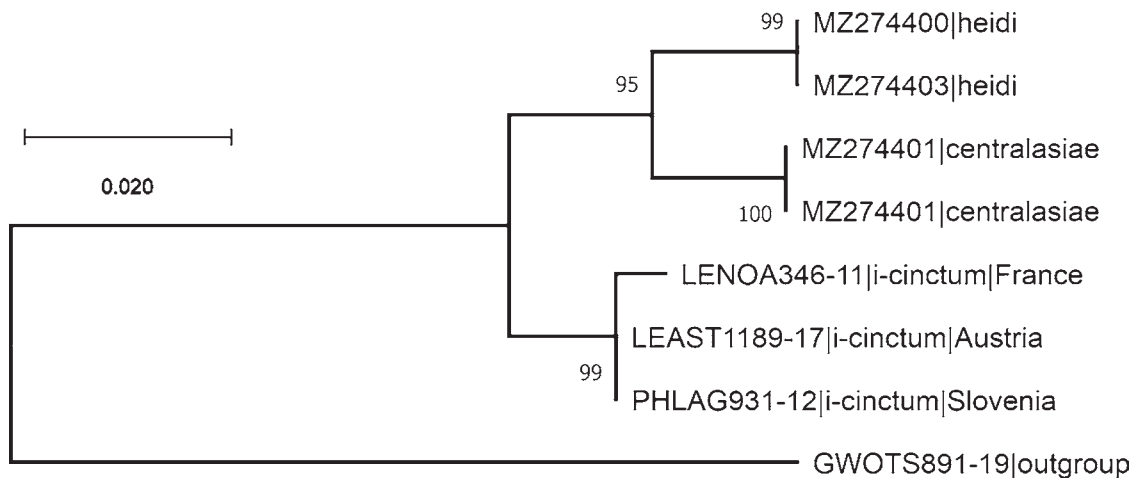 99
MZ274400|heidi
MZ274403|heidi
95
MZ274401|centralasiae
MZ274401|centralasiae
100
0.020
LENOA346-11|i-cinctum|France
LEAST1189-17|i-cinctum|Austria
99
PHLAG931-12|i-cinctum|Slovenia
GWOTS891-19|outgroup